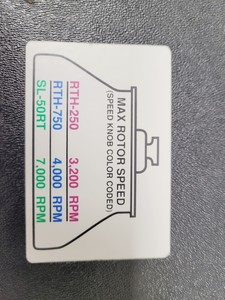 MAX ROTOR SPEED
(SPEED KNOB COLOR CODED)
RTH-250 3,200 RPM
RTH-750 4,000 RPM
SL-50RT 7,000 RPM